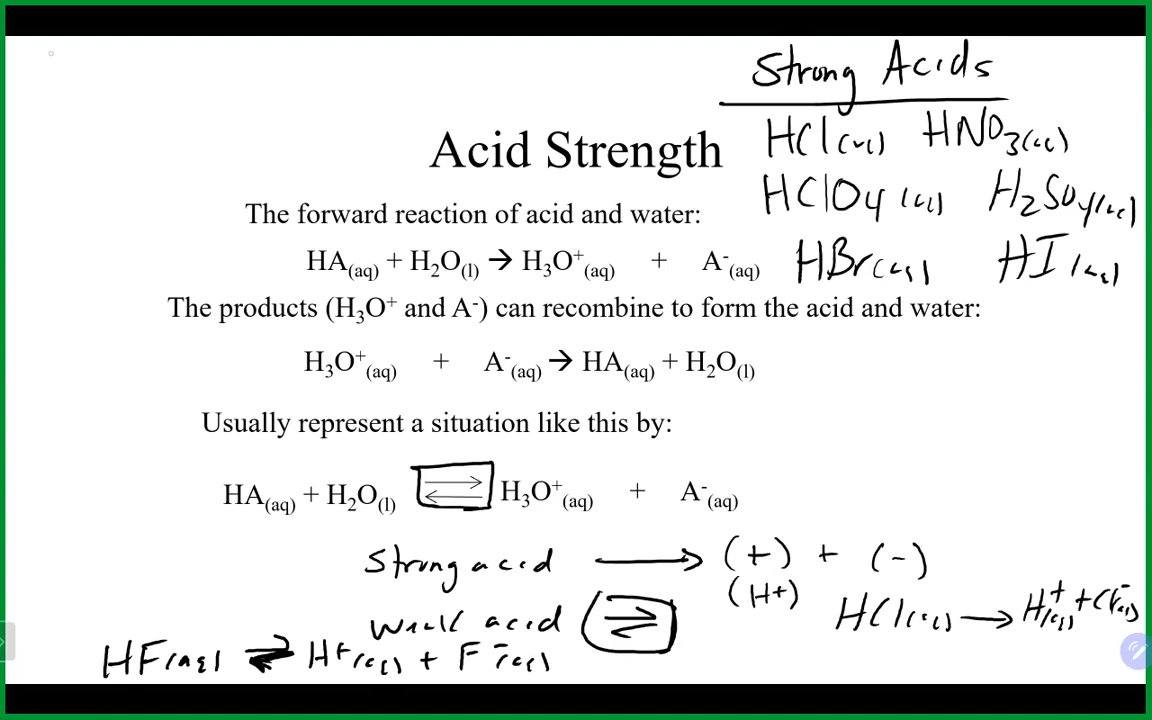 Strong Acids
Acid Strength
HCl(aq) HNO3(aq)
HClO4(aq) H2SO4(aq)
HBr(aq) HI(aq)
The forward reaction of acid and water:
HA(aq) + H2O(l) → H3O+(aq) + A-(aq)
The products (H3O+ and A-) can recombine to form the acid and water:
H3O+(aq) + A-(aq) → HA(aq) + H2O(l)
Usually represent a situation like this by:
HA(aq) + H2O(l) ⇌ H3O+(aq) + A-(aq)
Strong acid → (+) + (-)
(H+)
HCl(aq) → H+(aq) + Cl-(aq)
Weak acid ⇌
HF(aq) ⇌ H+(aq) + F-(aq)